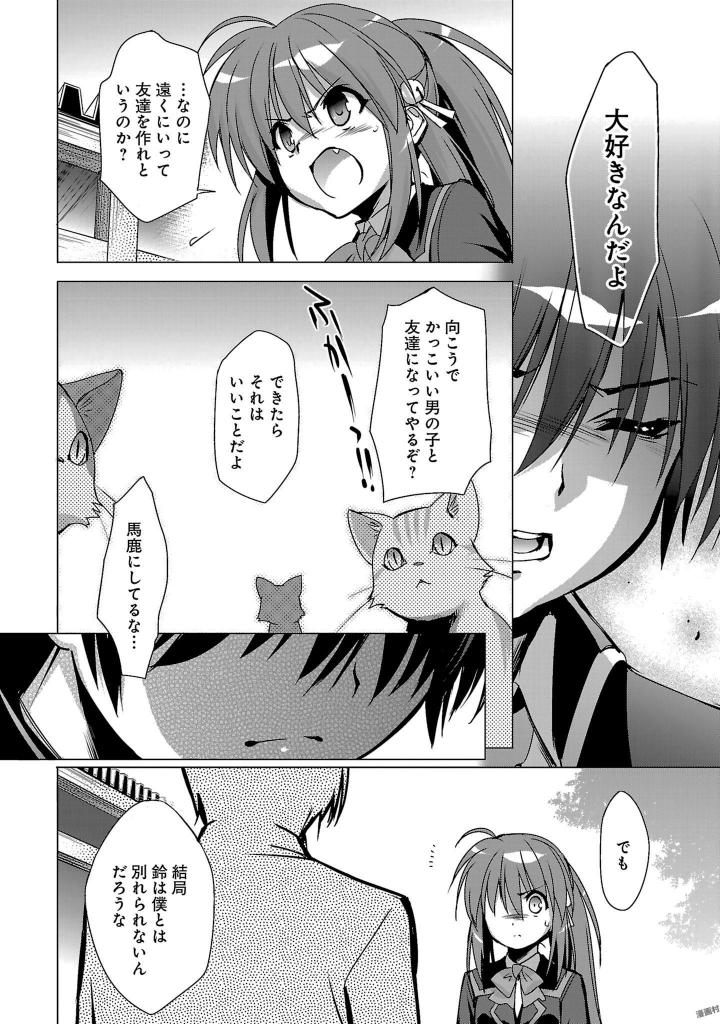 大好きなんだよ
…なのに
遠くにいって
友達を作れと
いうのか？
向こうで
かっこいい男の子と
友達になってやるぞ？
ふかーっ!!
できたら
それは
いいことだよ
馬鹿にしてるな…
でも
結局
鈴は僕とは
別れられないん
だろうな
漫画村